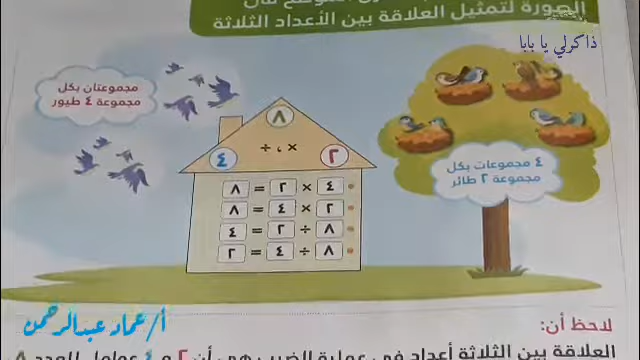 الصورة لتمثيل العلاقة بين الأعداد الثلاثة
ذاكرلي يا بابا
مجموعتان بكل
مجموعة ٤ طيور
٨
÷ ، ×
٤ ٢
٤ × ٢ = ٨
٢ × ٤ = ٨
٨ ÷ ٢ = ٤
٨ ÷ ٤ = ٢
٤ مجموعات بكل
مجموعة ٢ طائر
أ/ عماد عبدالرحمن
لاحظ أن:
العلاقة بين الثلاثة أعداد في عملية الضرب هي أن ٢ و ٤ عوامل للعدد ٨